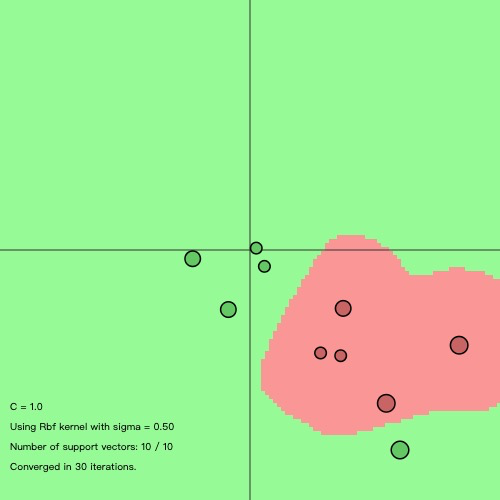 C = 1.0
Using Rbf kernel with sigma = 0.50
Number of support vectors: 10 / 10
Converged in 30 iterations.